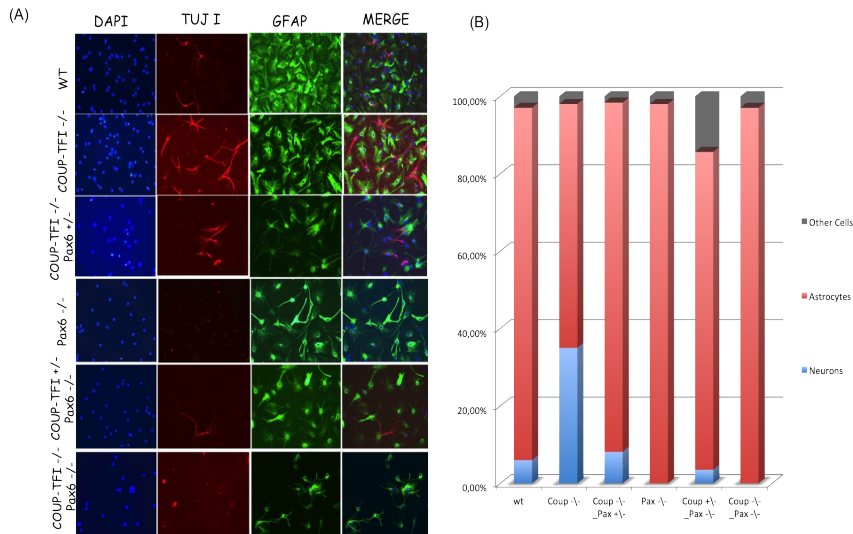 (A)
DAPI TUJ I GFAP MERGE
WT
COUP-TFI -/-
COUP-TFI -/-
Pax6 +/-
Pax6 -/-
COUP-TFI +/-
Pax6 -/-
COUP-TFI -/-
Pax6 -/-
(B)
100,00%
80,00%
60,00%
40,00%
20,00%
0,00%
wt
Coup -\-
Coup -\-
_Pax +\-
Pax -\-
Coup +\-
_Pax -\-
Coup -\-
_Pax -\-
Other Cells
Astrocytes
Neurons